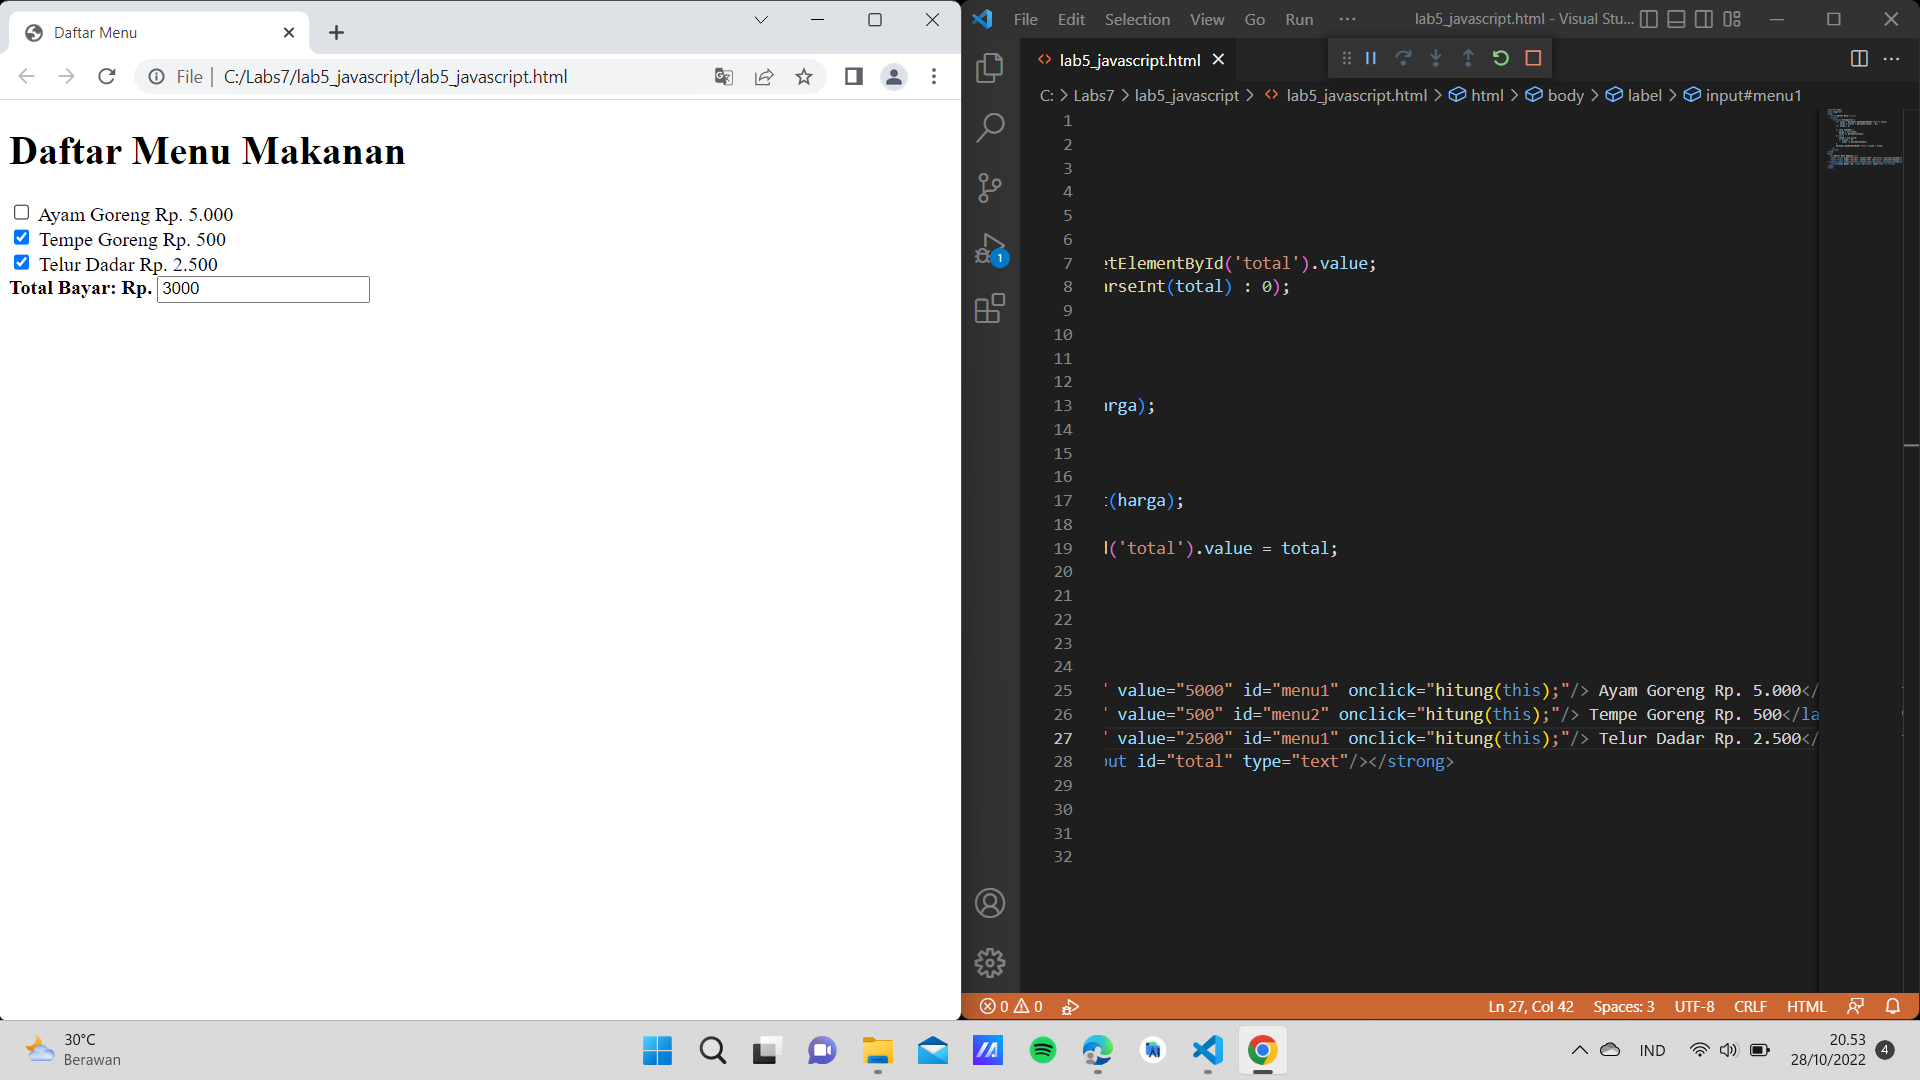 Daftar Menu
File
C:/Labs7/lab5_javascript/lab5_javascript.html
Daftar Menu Makanan
Ayam Goreng Rp. 5.000
Tempe Goreng Rp. 500
Telur Dadar Rp. 2.500
Total Bayar: Rp. 3000
File Edit Selection View Go Run ··· lab5_javascript.html - Visual Stu...
lab5_javascript.html
C: > Labs7 > lab5_javascript > lab5_javascript.html > html > body > label > input#menu1
1
2
3
4
5
6
7 etElementById('total').value;
8 arseInt(total) : 0);
9
10
11
12
13 arga);
14
15
16
17 t(harga);
18
19 d('total').value = total;
20
21
22
23
24
25 " value="5000" id="menu1" onclick="hitung(this);"/> Ayam Goreng Rp. 5.000</
26 " value="500" id="menu2" onclick="hitung(this);"/> Tempe Goreng Rp. 500</la
27 " value="2500" id="menu1" onclick="hitung(this);"/> Telur Dadar Rp. 2.500</
28 put id="total" type="text"/></strong>
29
30
31
32
1
0 0
Ln 27, Col 42 Spaces: 3 UTF-8 CRLF HTML
30°C
Berawan
IND
20.53
28/10/2022
4